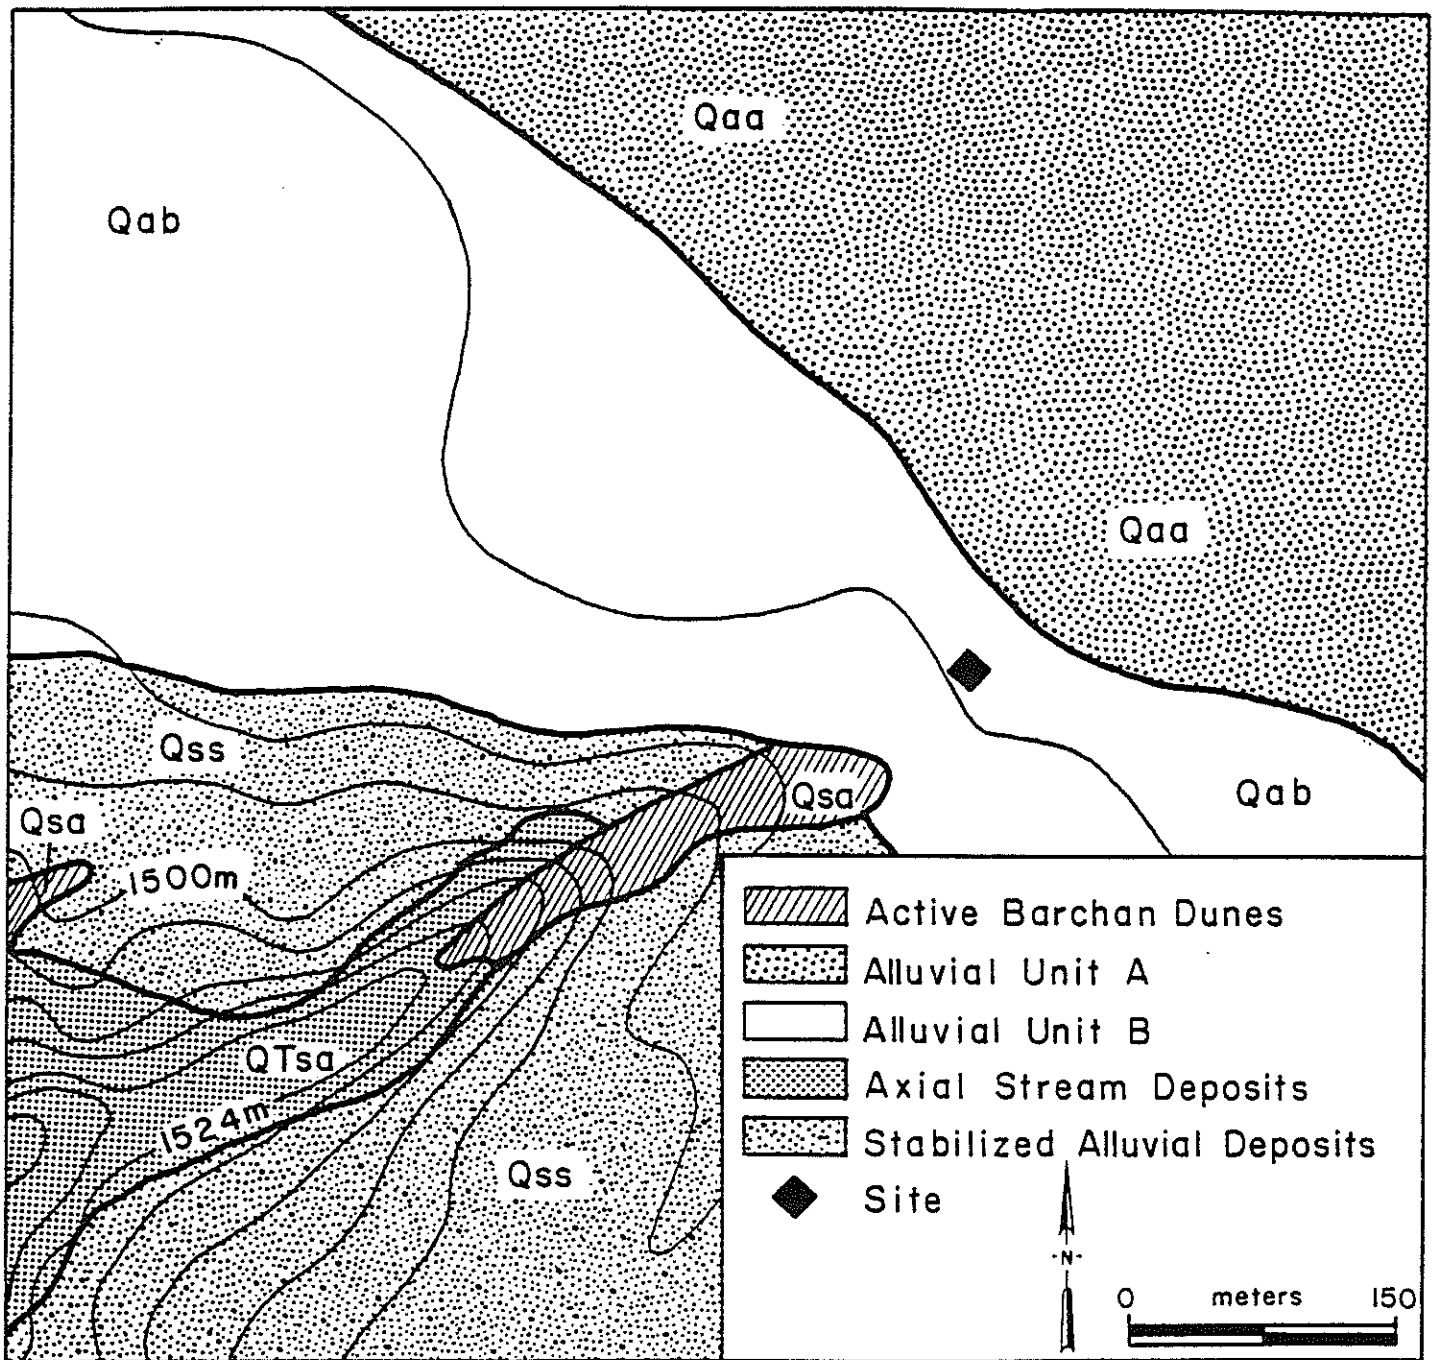 Qaa
Qab
Qaa
Qss
Qsa
Qsa
Qab
1500m
QTsa
1524m
Qss
Active Barchan Dunes
Alluvial Unit A
Alluvial Unit B
Axial Stream Deposits
Stabilized Alluvial Deposits
Site
N
0 meters 150